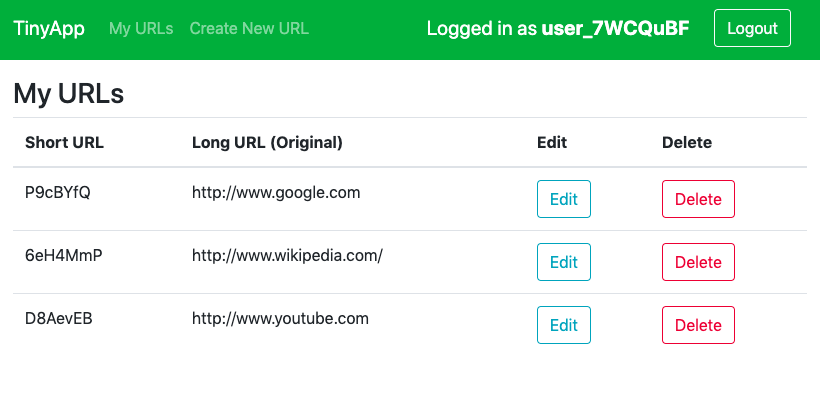 TinyApp My URLs Create New URL Logged in as user_7WCQuBF Logout
My URLs
Short URL Long URL (Original) Edit Delete
P9cBYfQ http://www.google.com Edit Delete
6eH4MmP http://www.wikipedia.com/ Edit Delete
D8AevEB http://www.youtube.com Edit Delete